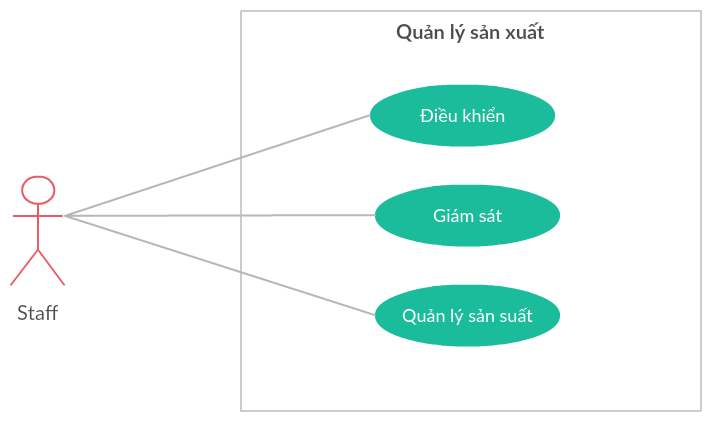 Quản lý sản xuất
Điều khiển
Giám sát
Quản lý sản suất
Staff